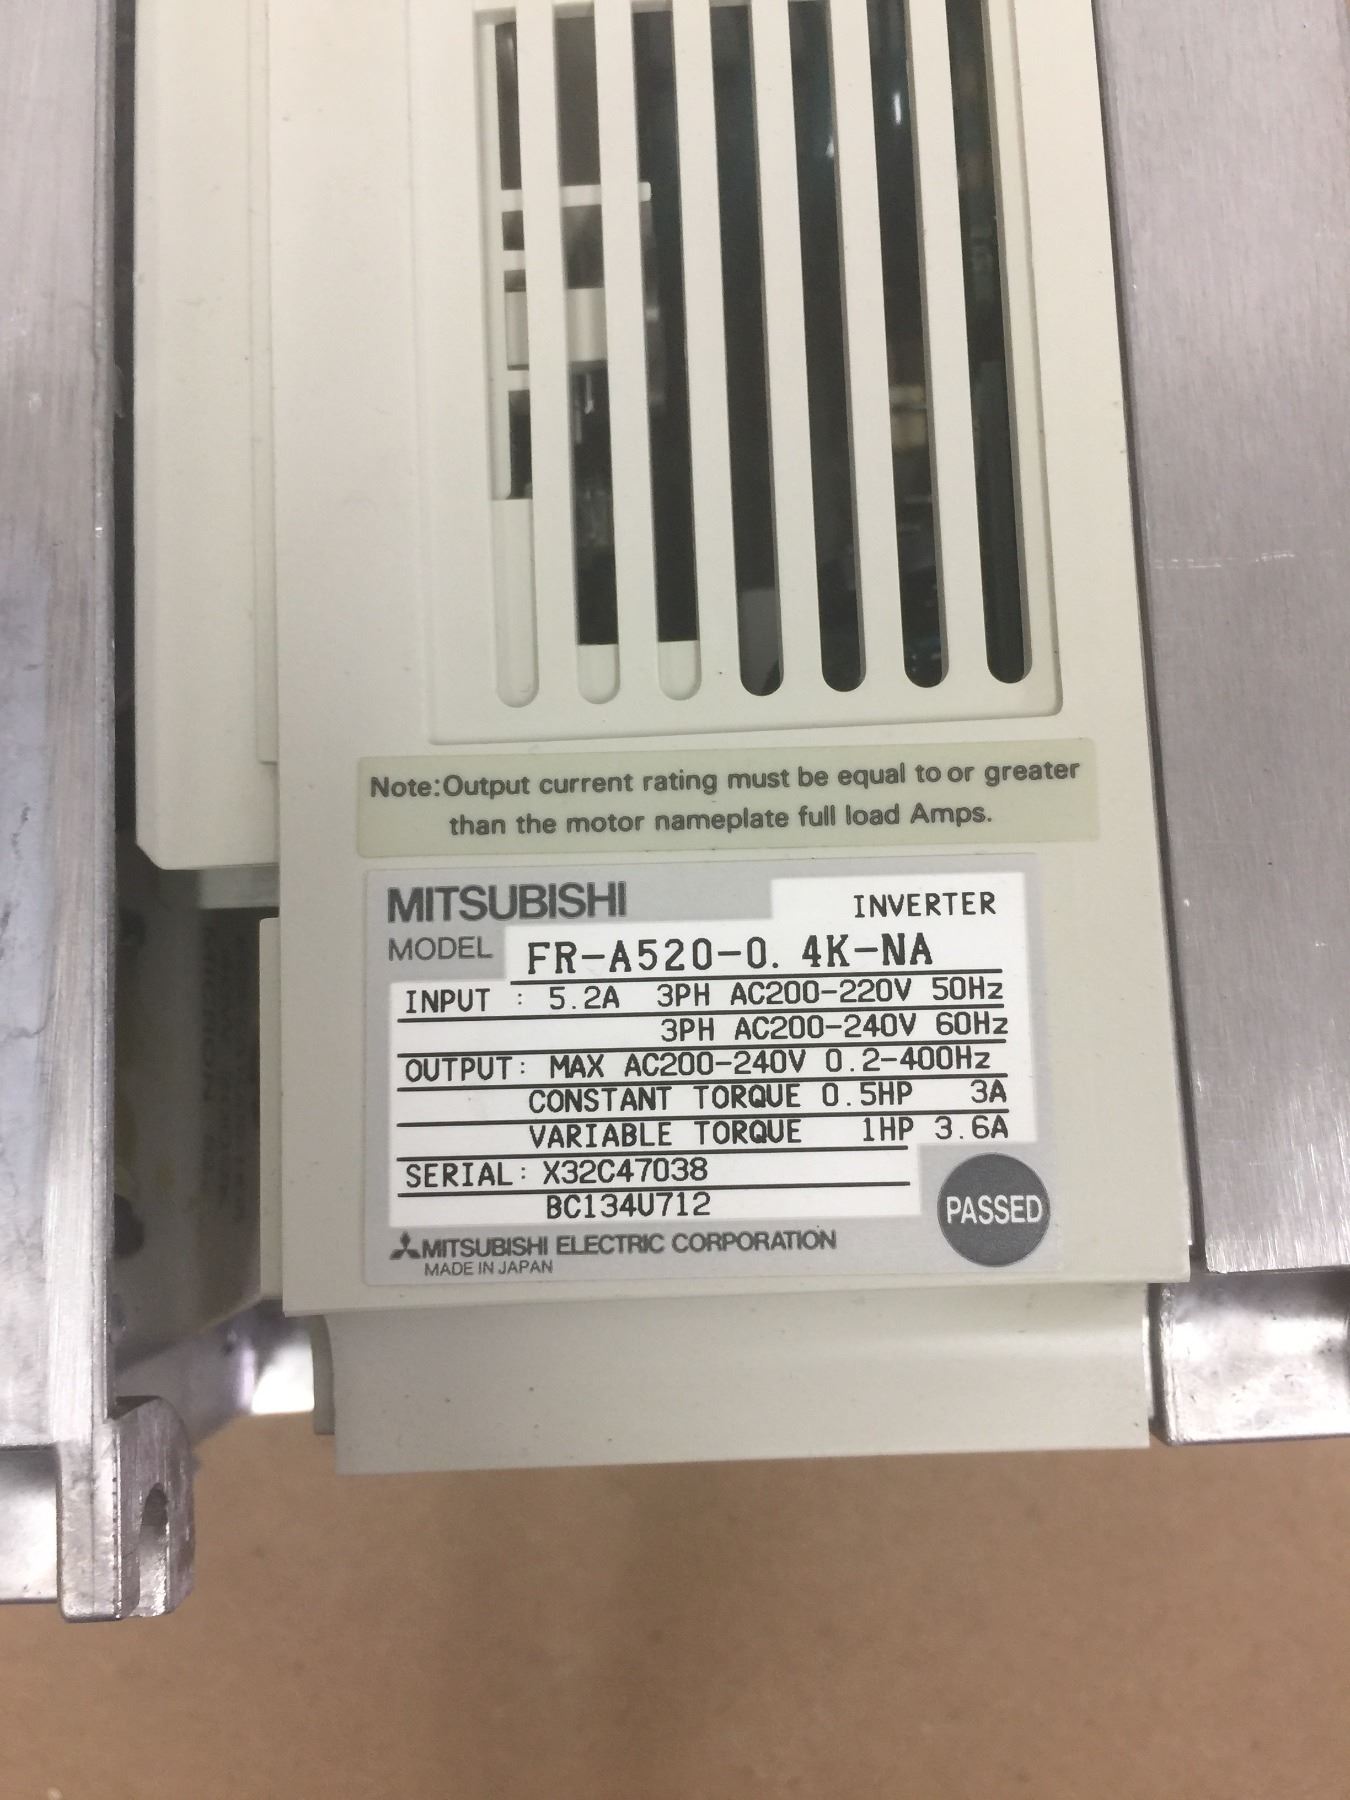 Note:Output current rating must be equal to or greater
than the motor nameplate full load Amps.
MITSUBISHI INVERTER
MODEL FR-A520-0.4K-NA
INPUT : 5.2A 3PH AC200-220V 50Hz
3PH AC200-240V 60Hz
OUTPUT: MAX AC200-240V 0.2-400Hz
CONSTANT TORQUE 0.5HP 3A
VARIABLE TORQUE 1HP 3.6A
SERIAL: X32C47038
BC134U712
PASSED
MITSUBISHI ELECTRIC CORPORATION
MADE IN JAPAN